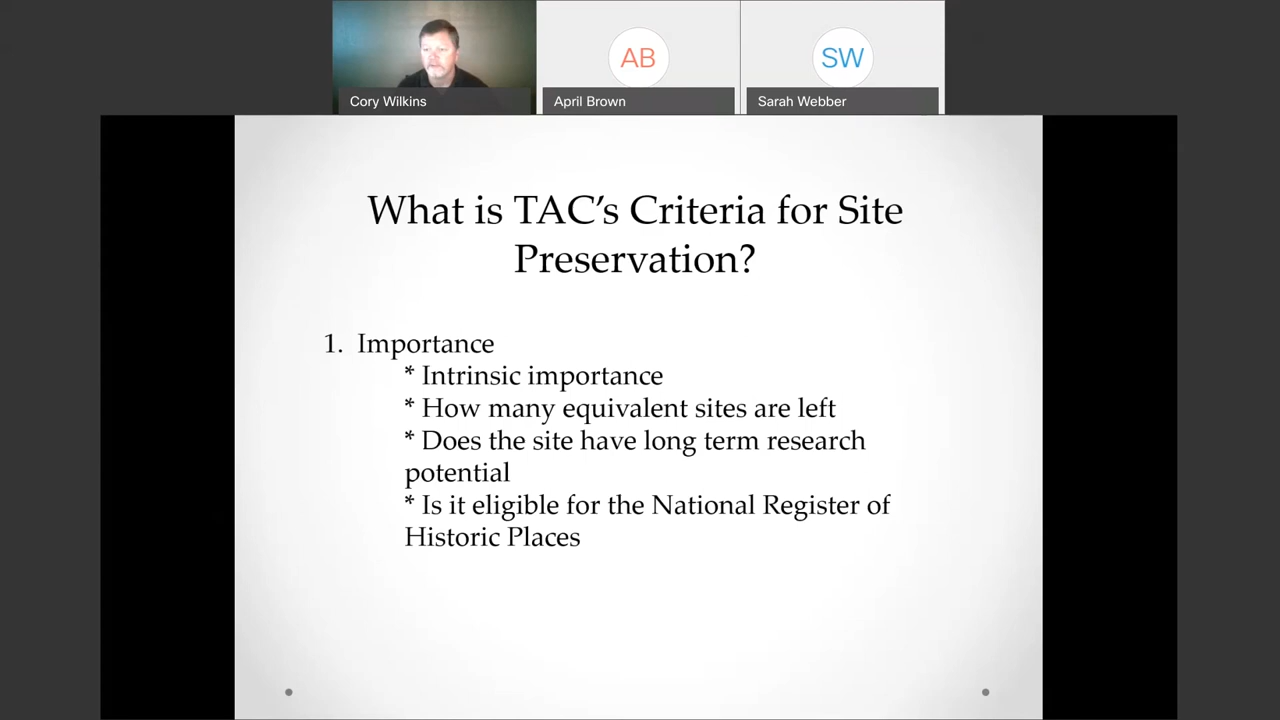 AB
SW
Cory Wilkins
April Brown
Sarah Webber
What is TAC's Criteria for Site
Preservation?
1. Importance
* Intrinsic importance
* How many equivalent sites are left
* Does the site have long term research
potential
* Is it eligible for the National Register of
Historic Places